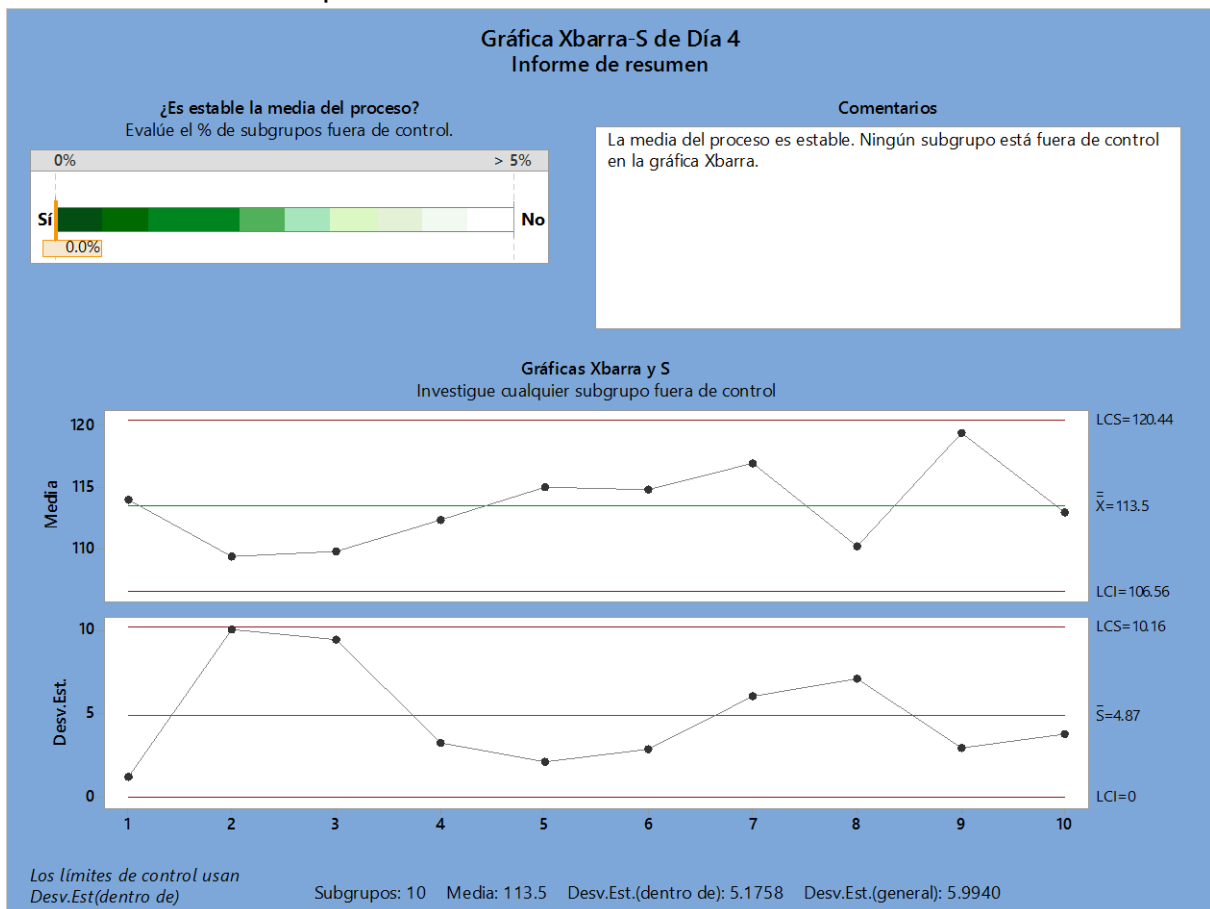 Gráfica Xbarra-S de Día 4
Informe de resumen
¿Es estable la media del proceso?
Evalúe el % de subgrupos fuera de control.
0%
> 5%
Sí
No
0.0%
Comentarios
La media del proceso es estable. Ningún subgrupo está fuera de control
en la gráfica Xbarra.
Gráficas Xbarra y S
Investigue cualquier subgrupo fuera de control
Media
120
115
110
LCS=120.44
X̿=113.5
LCI=106.56
Desv.Est.
10
5
0
LCS=10.16
S̄=4.87
LCI=0
1 2 3 4 5 6 7 8 9 10
Los límites de control usan
Desv.Est(dentro de)
Subgrupos: 10 Media: 113.5 Desv.Est.(dentro de): 5.1758 Desv.Est.(general): 5.9940